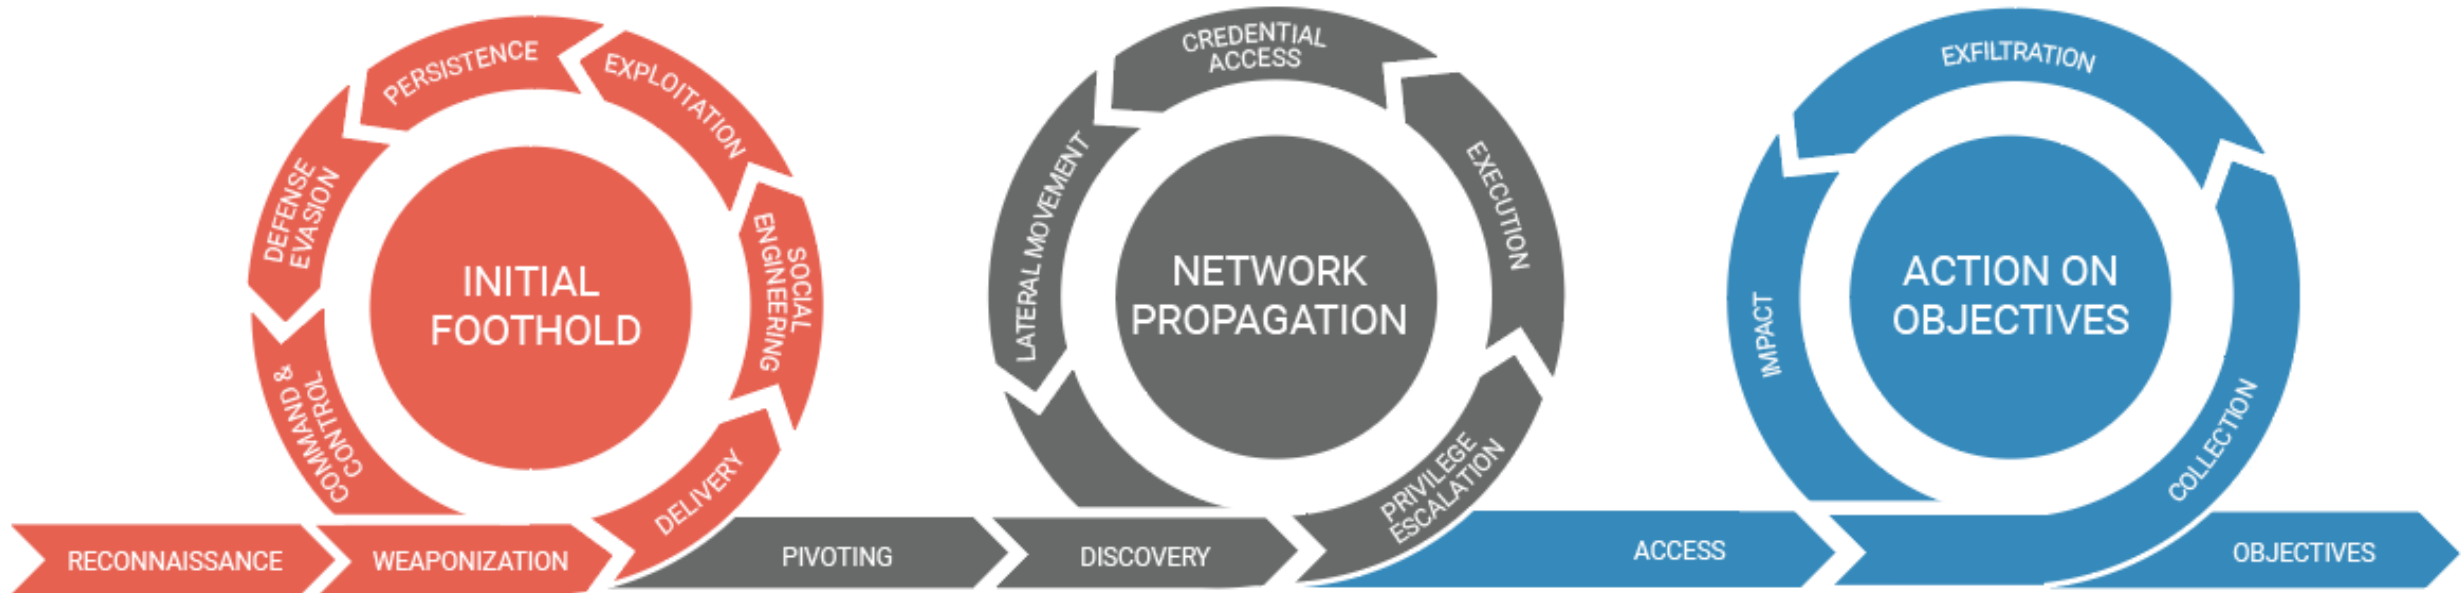 RECONNAISSANCE
WEAPONIZATION
DELIVERY
SOCIAL
ENGINEERING
EXPLOITATION
PERSISTENCE
DEFENSE
EVASION
COMMAND &
CONTROL
INITIAL
FOOTHOLD
PIVOTING
DISCOVERY
PRIVILEGE
ESCALATION
EXECUTION
CREDENTIAL
ACCESS
LATERAL MOVEMENT
NETWORK
PROPAGATION
ACCESS
COLLECTION
EXFILTRATION
IMPACT
ACTION ON
OBJECTIVES
OBJECTIVES